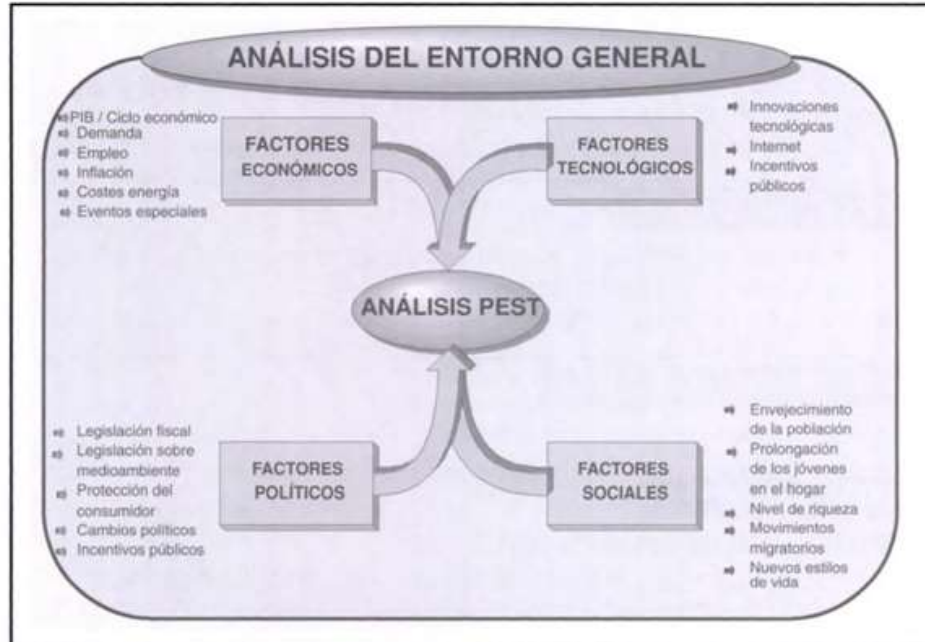 ANÁLISIS DEL ENTORNO GENERAL
PIB / Ciclo económico
Demanda
Empleo
Inflación
Costes energía
Eventos especiales
FACTORES
ECONÓMICOS
FACTORES
TECNOLÓGICOS
Innovaciones
tecnológicas
Internet
Incentivos
públicos
ANÁLISIS PEST
Legislación fiscal
Legislación sobre
medioambiente
Protección del
consumidor
Cambios políticos
Incentivos públicos
FACTORES
POLÍTICOS
FACTORES
SOCIALES
Envejecimiento
de la población
Prolongación
de los jóvenes
en el hogar
Nivel de riqueza
Movimientos
migratorios
Nuevos estilos
de vida